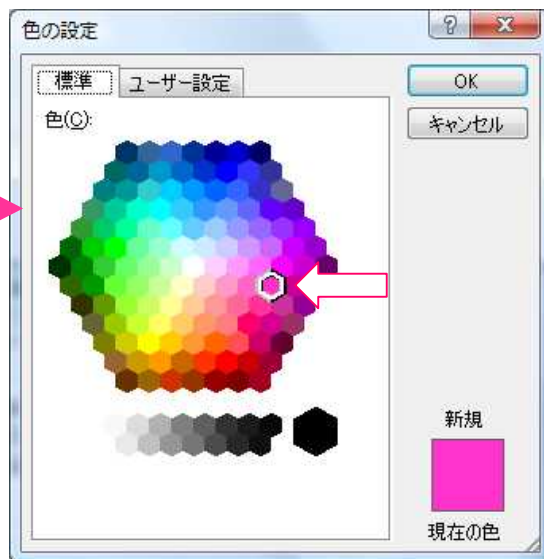 色の設定
標準
ユーザー設定
色(C):
OK
キャンセル
新規
現在の色